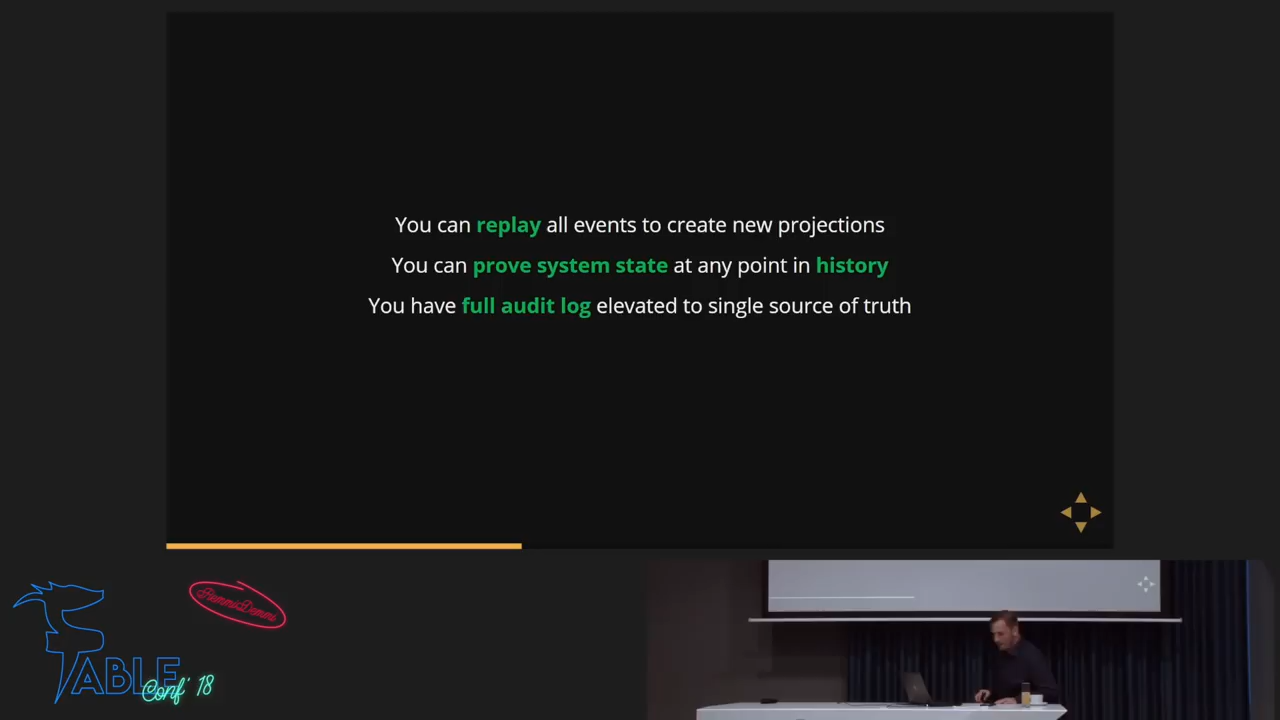 You can replay all events to create new projections
You can prove system state at any point in history
You have full audit log elevated to single source of truth
FABLE
Conf' 18